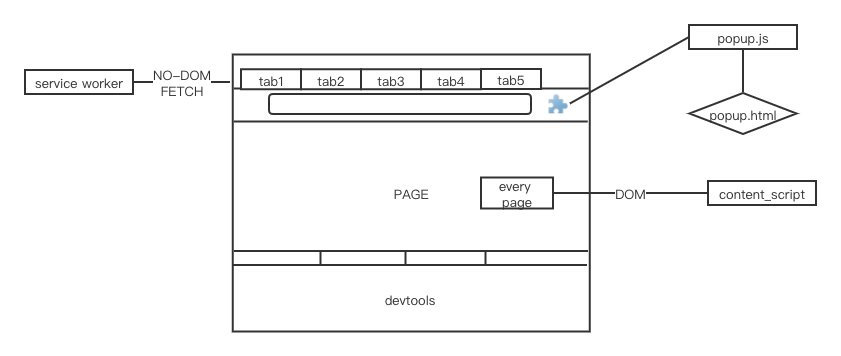 popup.js
service worker
NO-DOM
FETCH
tab1
tab2
tab3
tab4
tab5
popup.html
PAGE
every
page
DOM
content_script
devtools